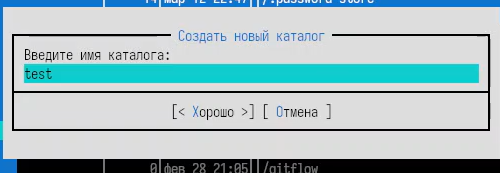 14|мар 12 22:47||/.password-store
Создать новый каталог
Введите имя каталога:
test
[< Хорошо >] [ Отмена ]
0|фев 28 21:05||/gitflow